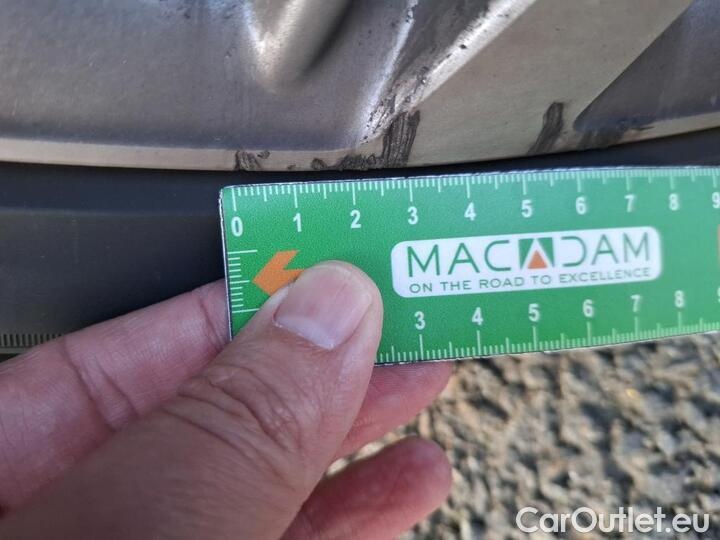 0 1 2 3 4 5 6 7 8 9
MACADAM
ON THE ROAD TO EXCELLENCE
3 4 5 6 7 8
CarOutlet.eu